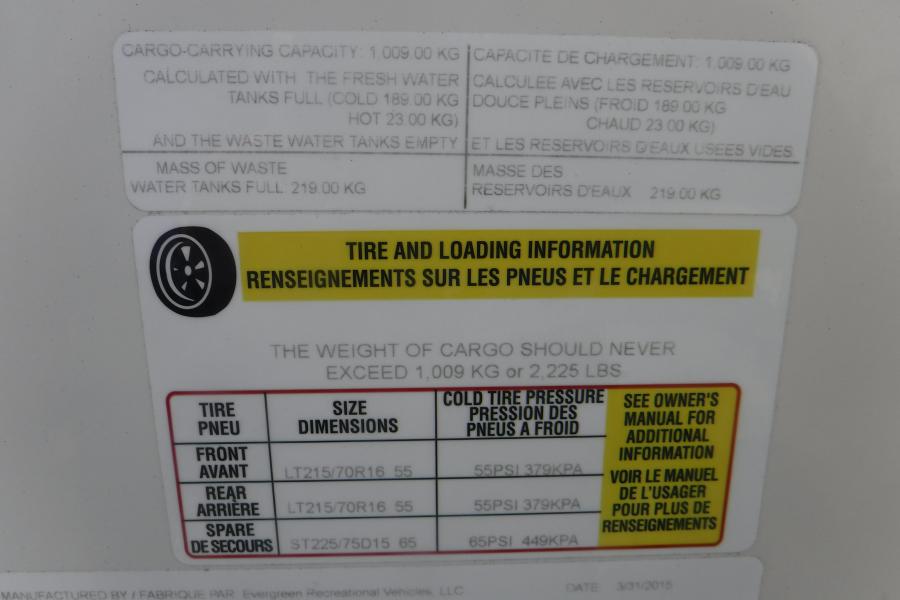 CARGO-CARRYING CAPACITY: 1,009.00 KG
CALCULATED WITH THE FRESH WATER
TANKS FULL (COLD 189.00 KG
HOT 23.00 KG)
AND THE WASTE WATER TANKS EMPTY
MASS OF WASTE
WATER TANKS FULL: 219.00 KG
CAPACITE DE CHARGEMENT: 1,009.00 KG
CALCULEE AVEC LES RESERVOIRS D'EAU
DOUCE PLEINS (FROID 189.00 KG
CHAUD 23.00 KG)
ET LES RESERVOIRS D'EAUX USEES VIDES
MASSE DES
RESERVOIRS D'EAUX 219.00 KG
TIRE AND LOADING INFORMATION
RENSEIGNEMENTS SUR LES PNEUS ET LE CHARGEMENT
THE WEIGHT OF CARGO SHOULD NEVER
EXCEED 1,009 KG or 2,225 LBS
TIRE
PNEU
SIZE
DIMENSIONS
COLD TIRE PRESSURE
PRESSION DES
PNEUS A FROID
FRONT
AVANT
LT215/70R16 55
55PSI 379KPA
REAR
ARRIÈRE
LT215/70R16 55
55PSI 379KPA
SPARE
DE SECOURS
ST225/75D15 65
65PSI 449KPA
SEE OWNER'S
MANUAL FOR
ADDITIONAL
INFORMATION
VOIR LE MANUEL
DE L'USAGER
POUR PLUS DE
RENSEIGNEMENTS
MANUFACTURED BY / FABRIQUE PAR Evergreen Recreational Vehicles, LLC
DATE: 3/31/2015